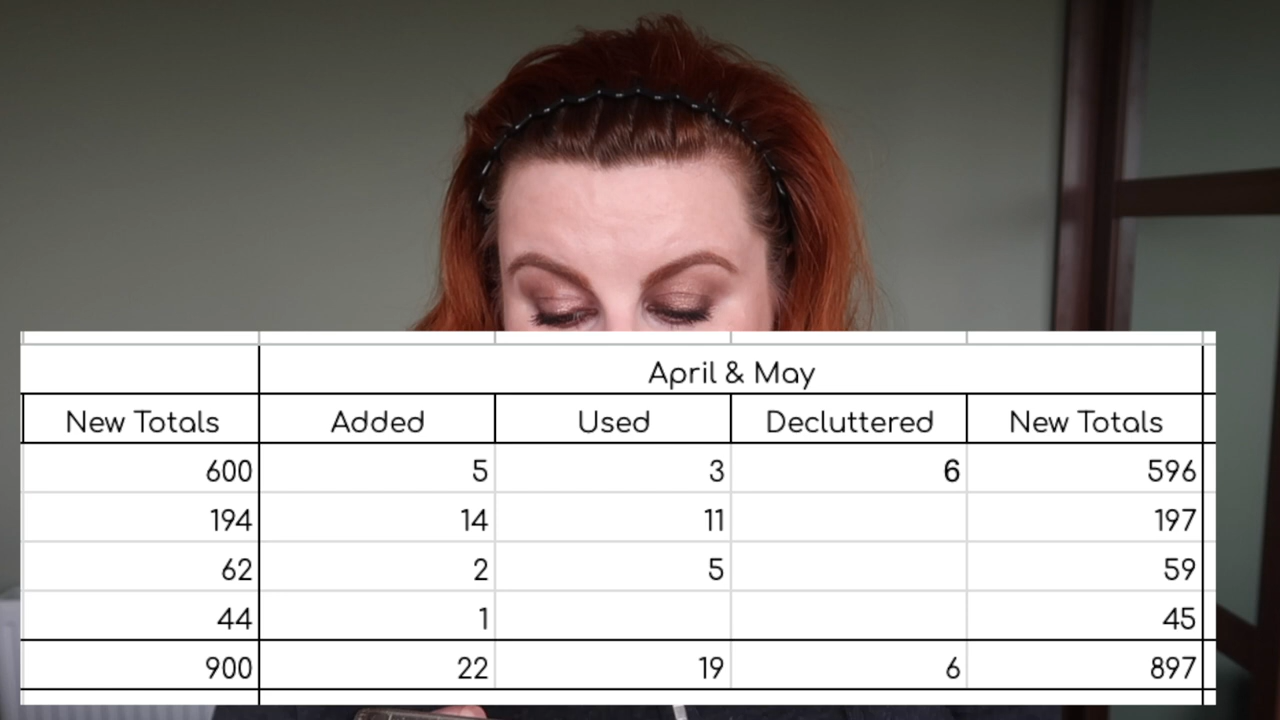 April & May
New Totals Added Used Decluttered New Totals
600 5 3 6 596
194 14 11 197
62 2 5 59
44 1 45
900 22 19 6 897